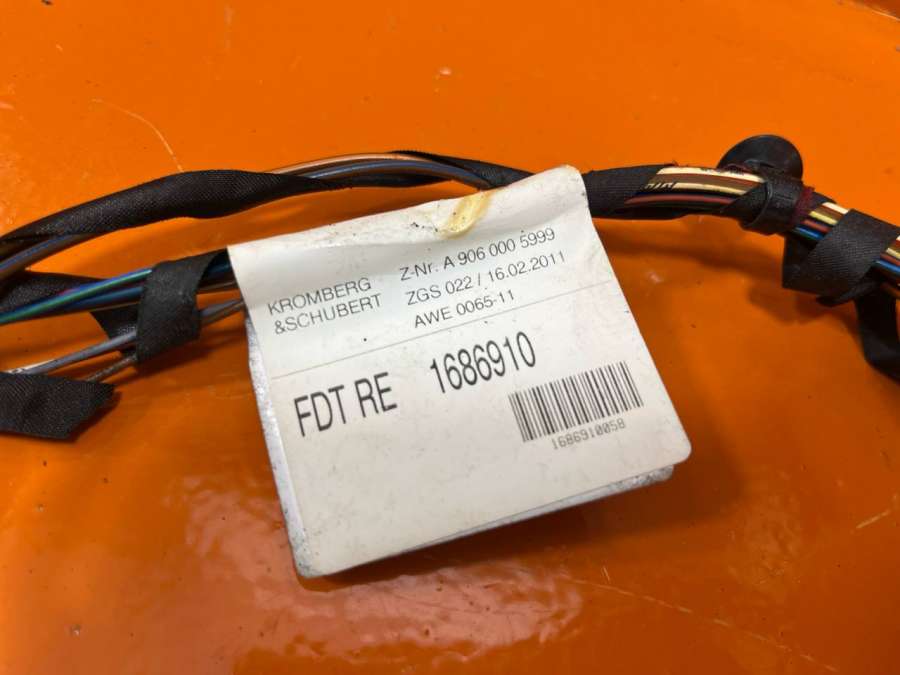 KROMBERG
&SCHUBERT
Z-Nr. A 906 000 5999
ZGS 022 / 16.02.2011
AWE 0065-11
FDT RE 1686910
1686910058